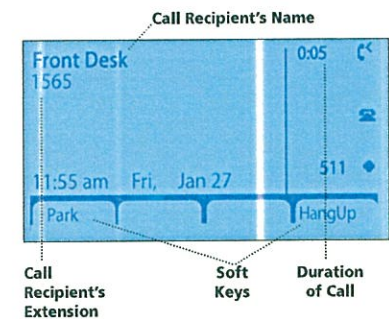 Call Recipient's Name
Front Desk 0:05
1565
511
11:55 am Fri, Jan 27
Park HangUp
Call Recipient's Extension
Soft Keys
Duration of Call